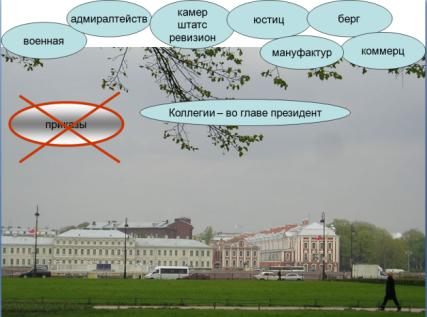 военная
адмиралтейств
камер
штатс
ревизион
юстиц
берг
мануфактур
коммерц
приказы
Коллегии – во главе президент